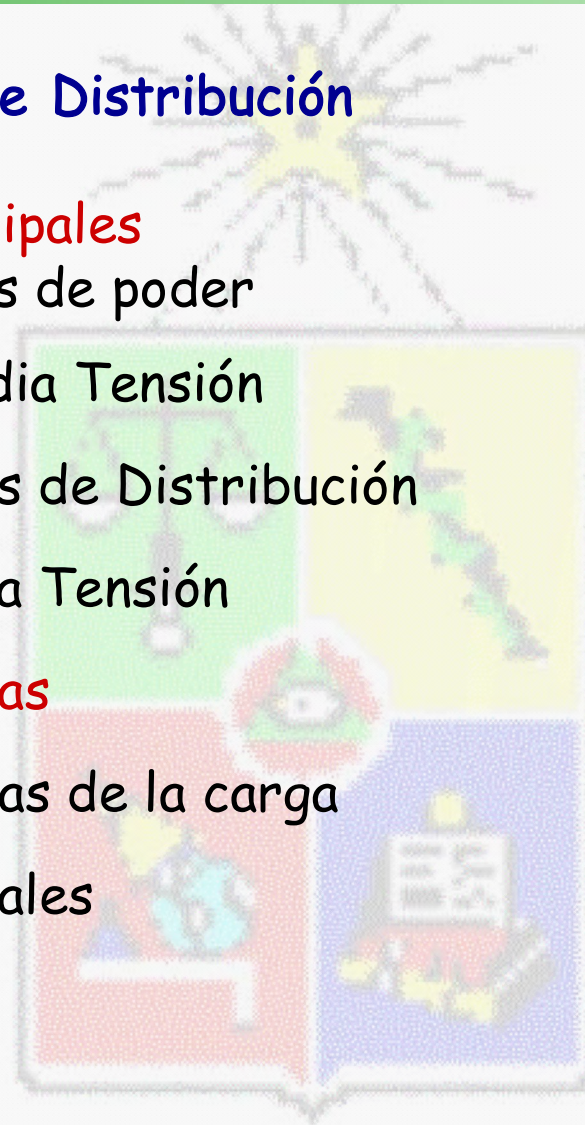 e Distribución
ipales
s de poder
dia Tensión
s de Distribución
a Tensión
as
as de la carga
ales